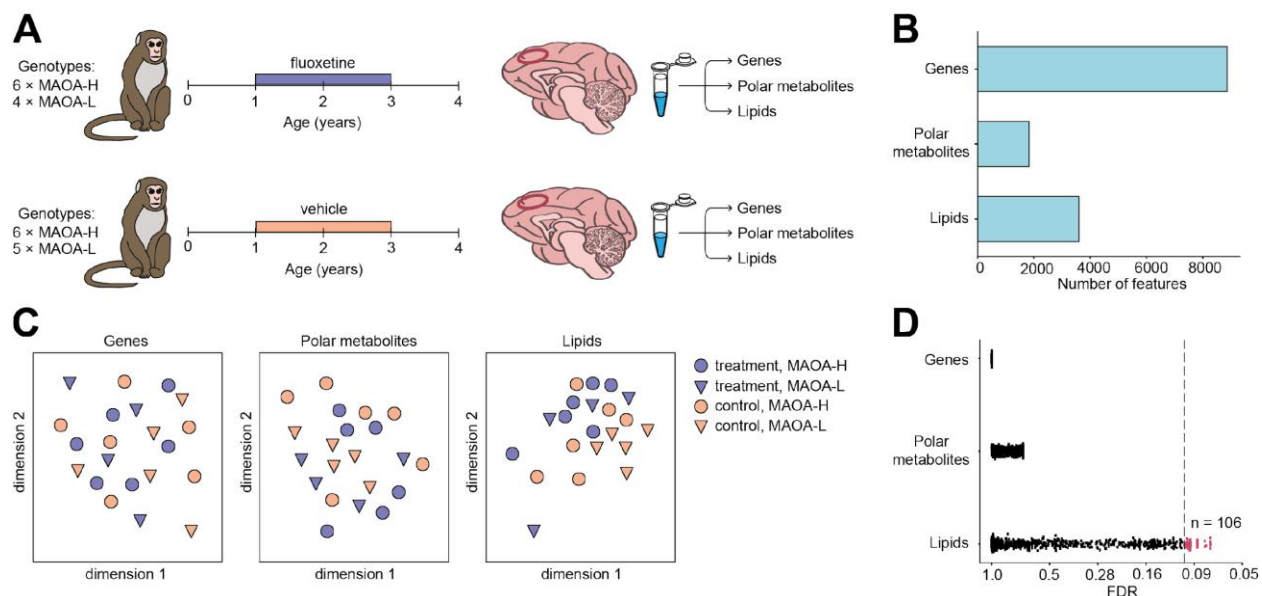 A
Genotypes:
6 × MAOA-H
4 × MAOA-L
fluoxetine
0 1 2 3 4
Age (years)
Genes
Polar metabolites
Lipids
Genotypes:
6 × MAOA-H
5 × MAOA-L
vehicle
0 1 2 3 4
Age (years)
Genes
Polar metabolites
Lipids
B
Genes
Polar
metabolites
Lipids
0 2000 4000 6000 8000
Number of features
C
Genes
dimension 2
dimension 1
Polar metabolites
dimension 2
dimension 1
Lipids
dimension 2
dimension 1
treatment, MAOA-H
treatment, MAOA-L
control, MAOA-H
control, MAOA-L
D
Genes
Polar
metabolites
Lipids
n = 106
1.0 0.5 0.28 0.16 0.09 0.05
FDR